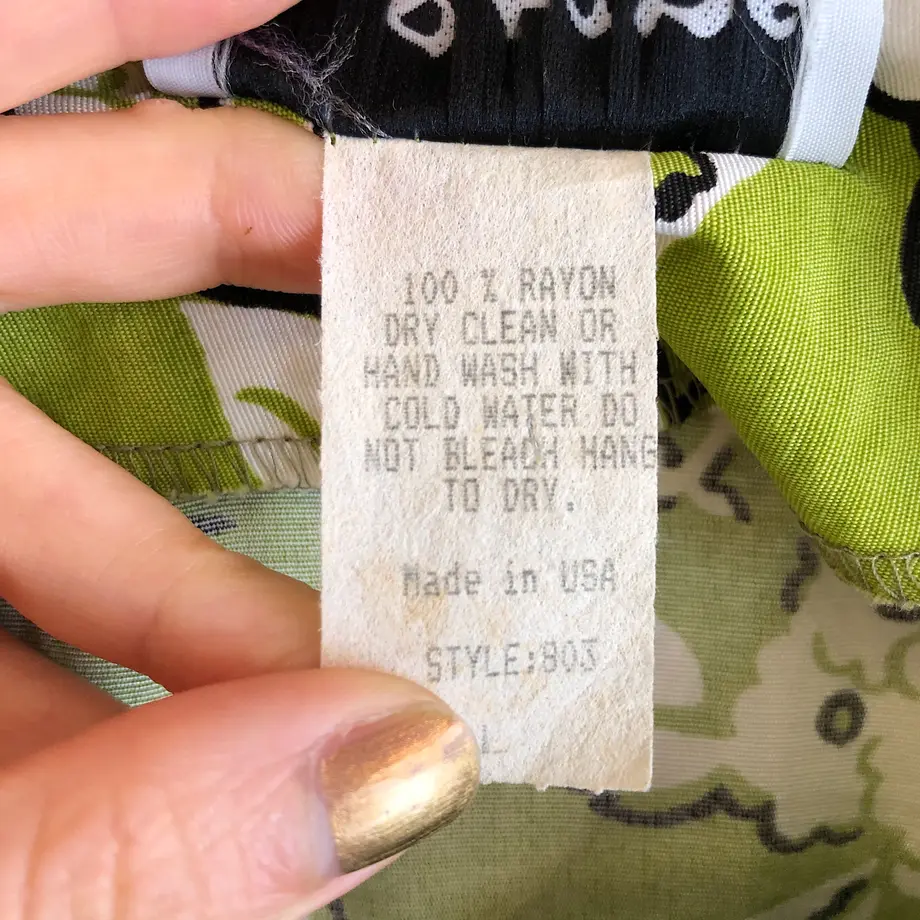 100 % RAYON
DRY CLEAN OR
HAND WASH WITH
COLD WATER DO
NOT BLEACH HANG
TO DRY.
Made in USA
STYLE:803
L